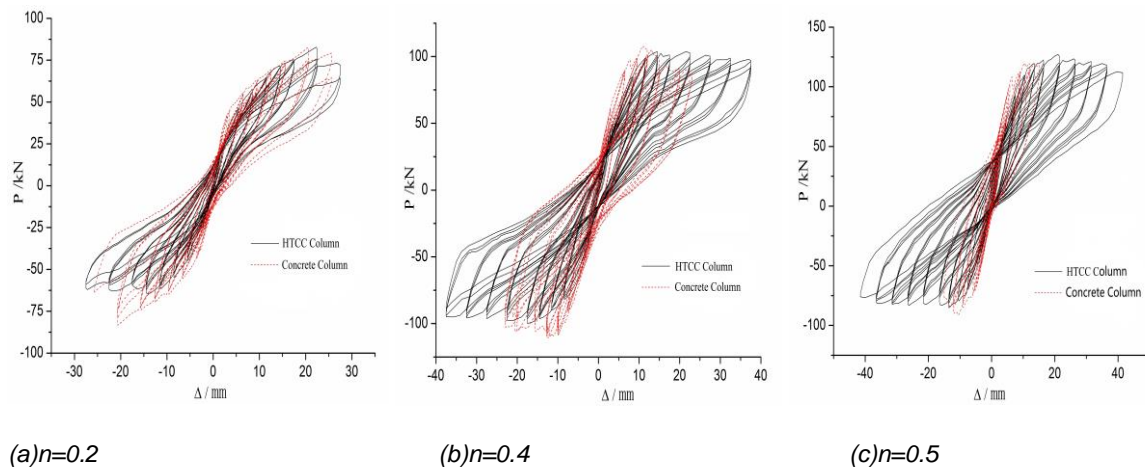 100
75
50
25
0
-25
-50
-75
-100
P /kN
-30 -20 -10 0 10 20 30
Δ / mm
HTCC Column
Concrete Column
100
50
0
-50
-100
P /kN
-40 -30 -20 -10 0 10 20 30 40
Δ / mm
HTCC Column
Concrete Column
150
100
50
0
-50
-100
P /kN
-40 -20 0 20 40
Δ / mm
HTCC Column
Concrete Column
(a)n=0.2 (b)n=0.4 (c)n=0.5